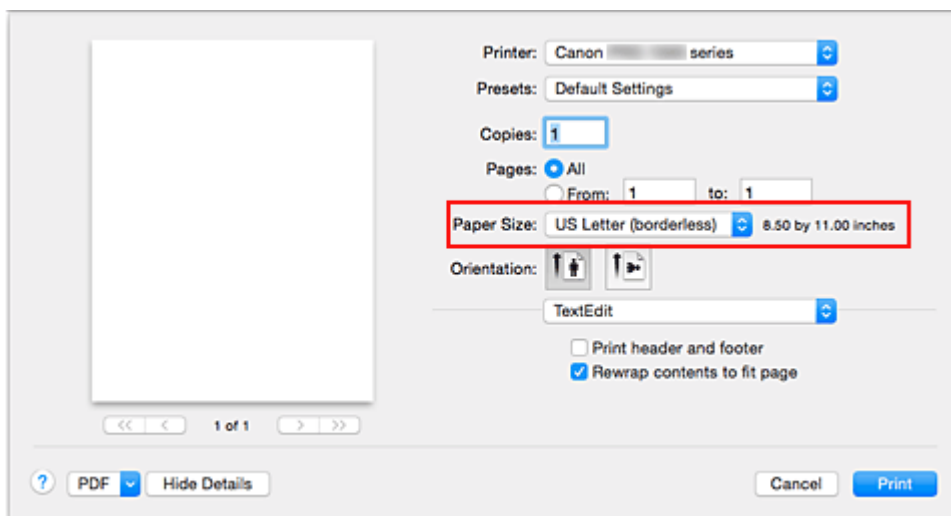 Printer: Canon series
Presets: Default Settings
Copies: 1
Pages: All
From: 1 to: 1
Paper Size: US Letter (borderless) 8.50 by 11.00 inches
Orientation:
TextEdit
Print header and footer
Rewrap contents to fit page
<< < 1 of 1 > >>
? PDF Hide Details Cancel Print